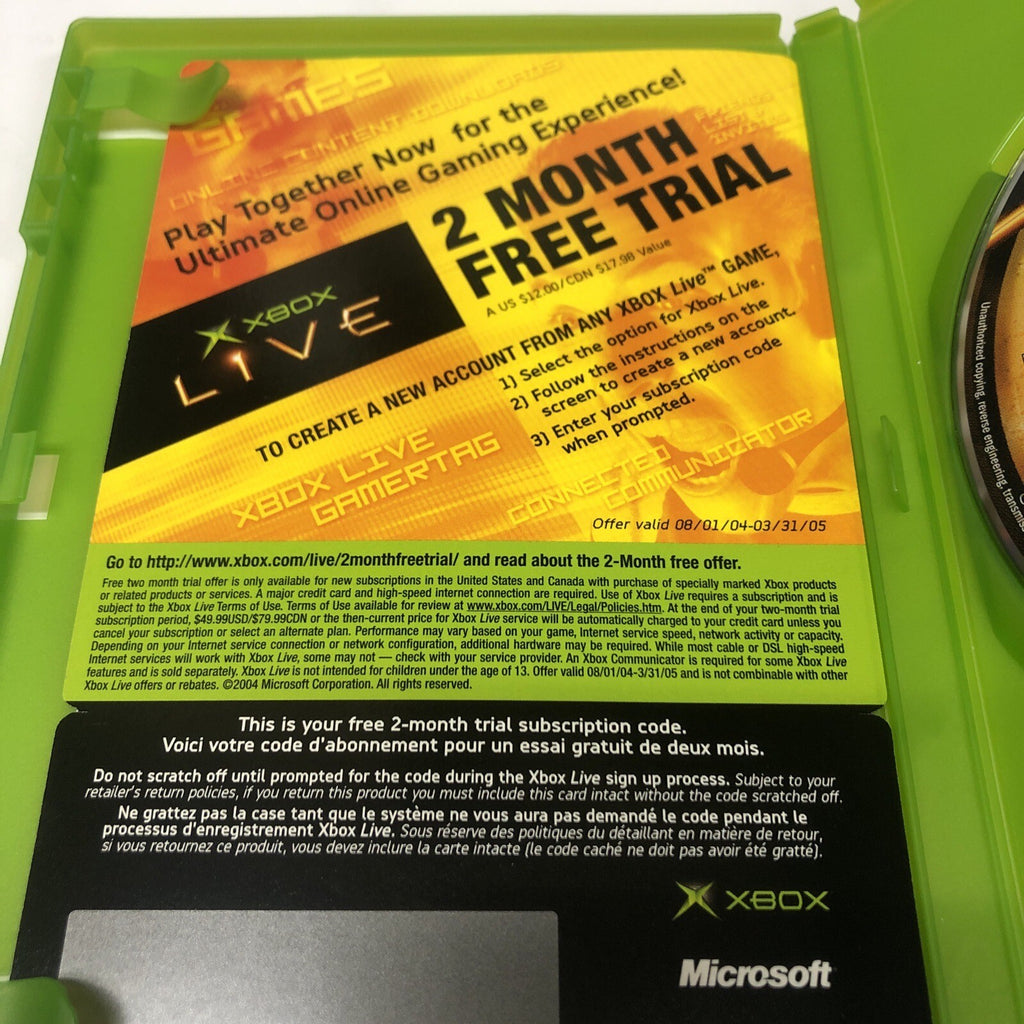 GAMES
ONLINE CONTENT DOWNLOADS
FRIENDS
LIST
INVITE
Play Together Now for the
Ultimate Online Gaming Experience!
2 MONTH
FREE TRIAL
A US $12.00/CDN $17.98 Value
XBOX
LIVE
TO CREATE A NEW ACCOUNT FROM ANY XBOX Live™ GAME,
1) Select the option for Xbox Live.
2) Follow the instructions on the
screen to create a new account.
3) Enter your subscription code
when prompted.
XBOX LIVE
GAMERTAG
CONNECTED
COMMUNICATOR
Offer valid 08/01/04-03/31/05
Go to http://www.xbox.com/live/2monthfreetrial/ and read about the 2-Month free offer.
Free two month trial offer is only available for new subscriptions in the United States and Canada with purchase of specially marked Xbox products
or related products or services. A major credit card and high-speed internet connection are required. Use of Xbox Live requires a subscription and is
subject to the Xbox Live Terms of Use. Terms of Use available for review at www.xbox.com/LIVE/Legal/Policies.htm. At the end of your two-month trial
subscription period, $49.99USD/$79.99CDN or the then-current price for Xbox Live service will be automatically charged to your credit card unless you
cancel your subscription or select an alternate plan. Performance may vary based on your game, Internet service speed, network activity or capacity.
Depending on your Internet service connection or network configuration, additional hardware may be required. While most cable or DSL high-speed
Internet services will work with Xbox Live, some may not — check with your service provider. An Xbox Communicator is required for some Xbox Live
features and is sold separately. Xbox Live is not intended for children under the age of 13. Offer valid 08/01/04-3/31/05 and is not combinable with other
Xbox Live offers or rebates. ©2004 Microsoft Corporation. All rights reserved.
This is your free 2-month trial subscription code.
Voici votre code d'abonnement pour un essai gratuit de deux mois.
Do not scratch off until prompted for the code during the Xbox Live sign up process. Subject to your
retailer's return policies, if you return this product you must include this card intact without the code scratched off.
Ne grattez pas la case tant que le système ne vous aura pas demandé le code pendant le
processus d'enregistrement Xbox Live. Sous réserve des politiques du détaillant en matière de retour,
si vous retournez ce produit, vous devez inclure la carte intacte (le code caché ne doit pas avoir été gratté).
XBOX
Microsoft
Unauthorized copying, reverse engineering, transmis